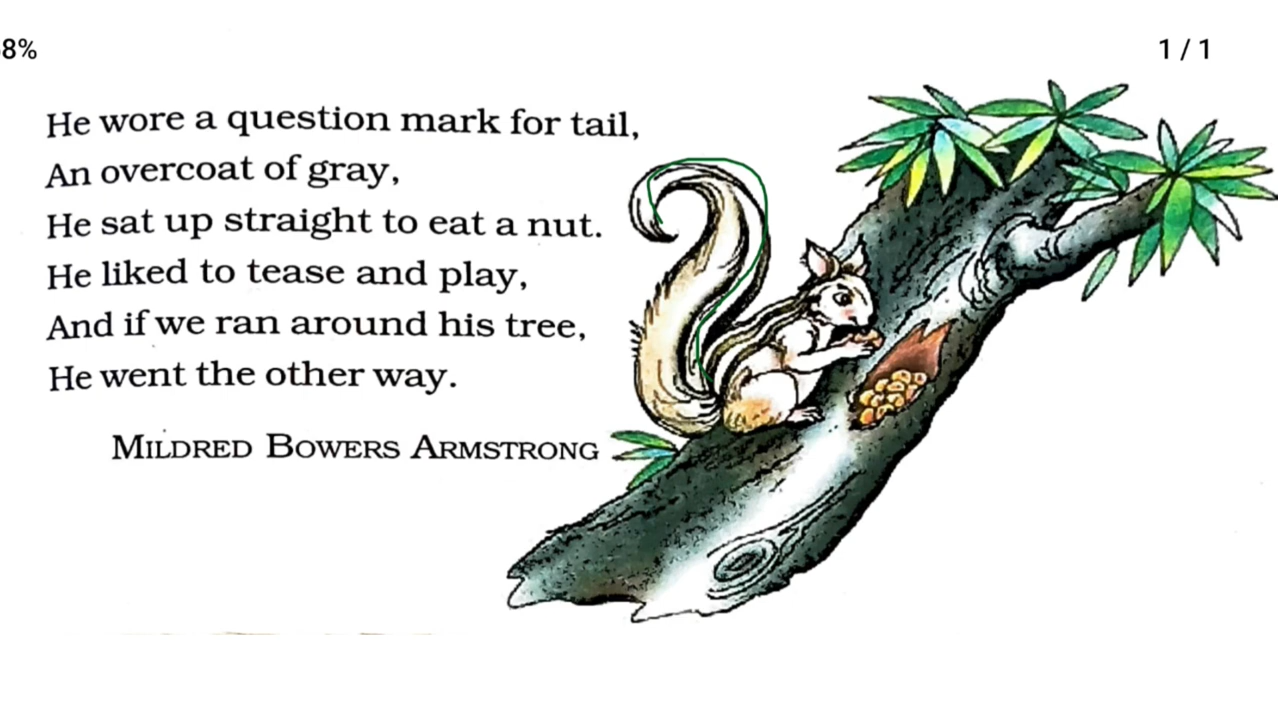 8%
1 / 1
He wore a question mark for tail,
An overcoat of gray,
He sat up straight to eat a nut.
He liked to tease and play,
And if we ran around his tree,
He went the other way.
MILDRED BOWERS ARMSTRONG